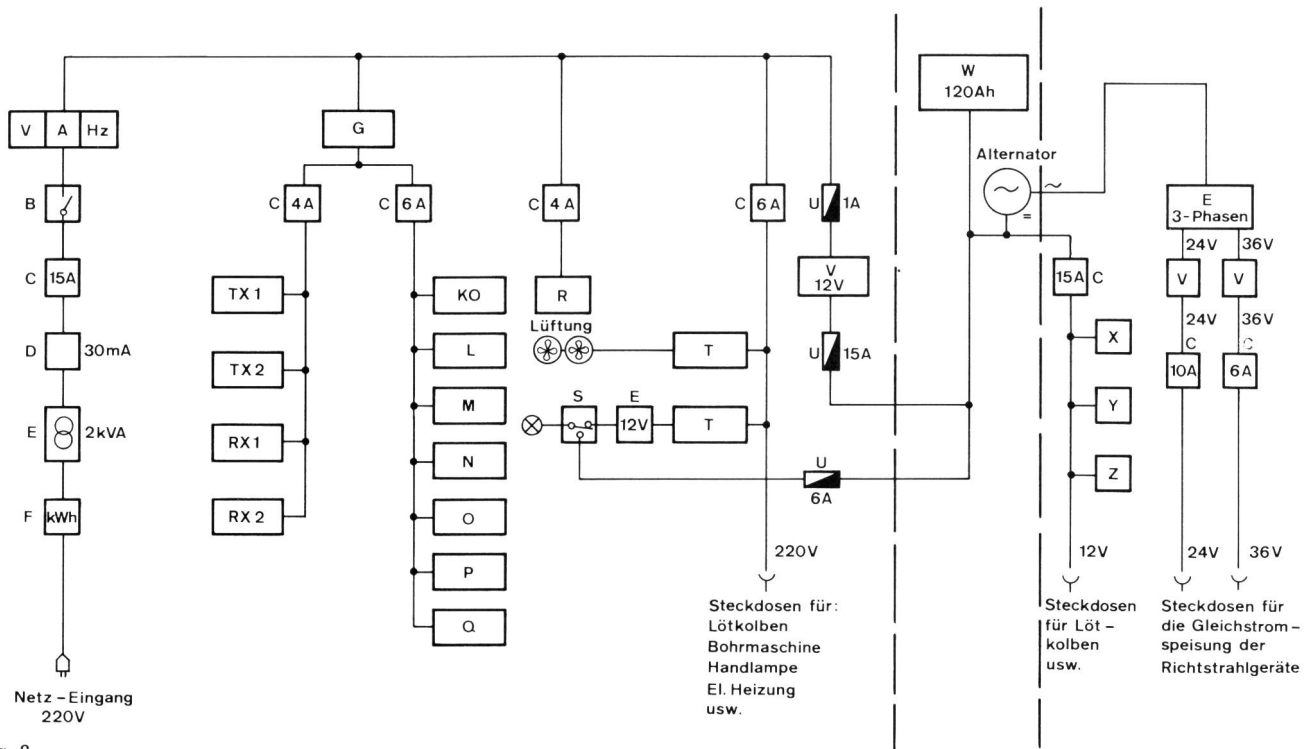 W
120Ah
V A Hz
G
Alternator
~
=
B
C 4A
C 6A
C 4A
C 6A
U 1A
E
3-Phasen
24V 36V
C 15A
V
12V
15A C
V V
TX 1
KO
R
24V 36V
Lüftung
X
D 30mA
L
T
U 15A
C C
10A 6A
TX 2
S E
M
12V
T
Y
E 2kVA
RX 1
N
U
6A
Z
F kWh
RX 2
O
220V
12V
24V 36V
P
Steckdosen für:
Lötkolben
Bohrmaschine
Handlampe
El. Heizung
usw.
Steckdosen
für Löt –
kolben
usw.
Steckdosen für
die Gleichstrom –
speisung der
Richtstrahlgeräte
Q
Netz – Eingang
220V